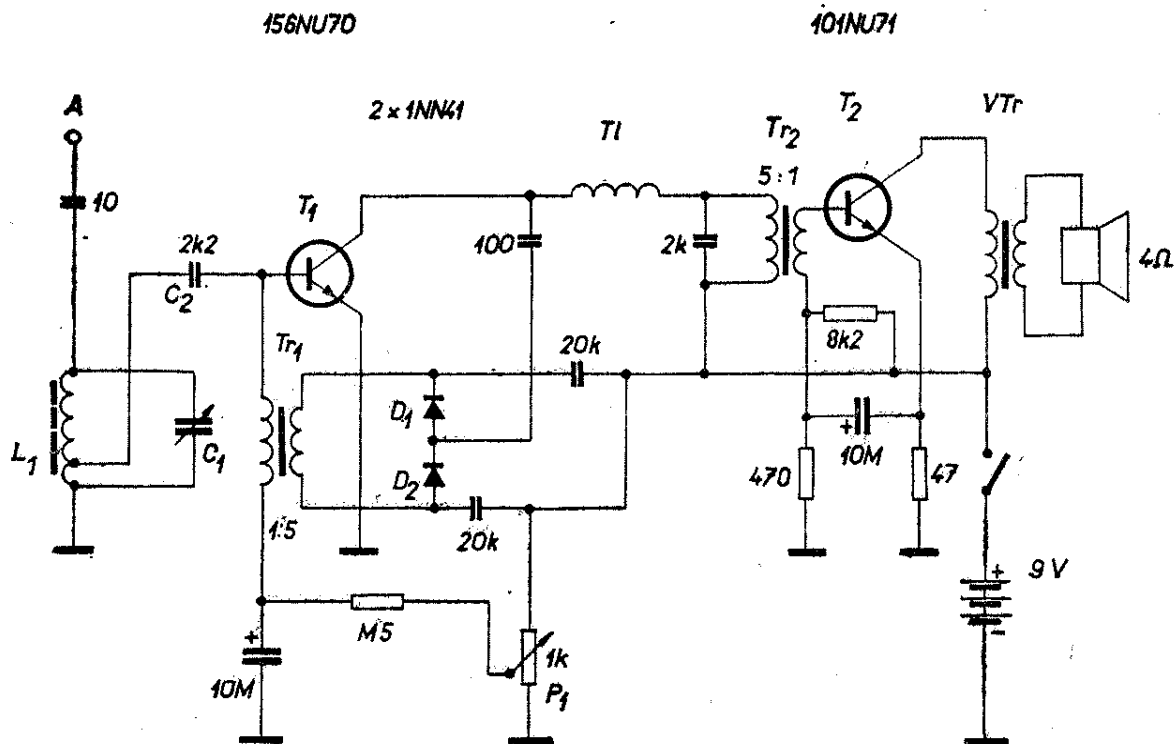 156NU70
101NU71
A
2 x 1NN41
Tl
Tr2
T2
VTr
5:1
10
T1
2k2
C2
100
2k
4Ω
Tr1
8k2
20k
D1
L1
C1
+
10M
D2
470
47
1:5
20k
9V
+
M5
+
1k
-
10M
P1